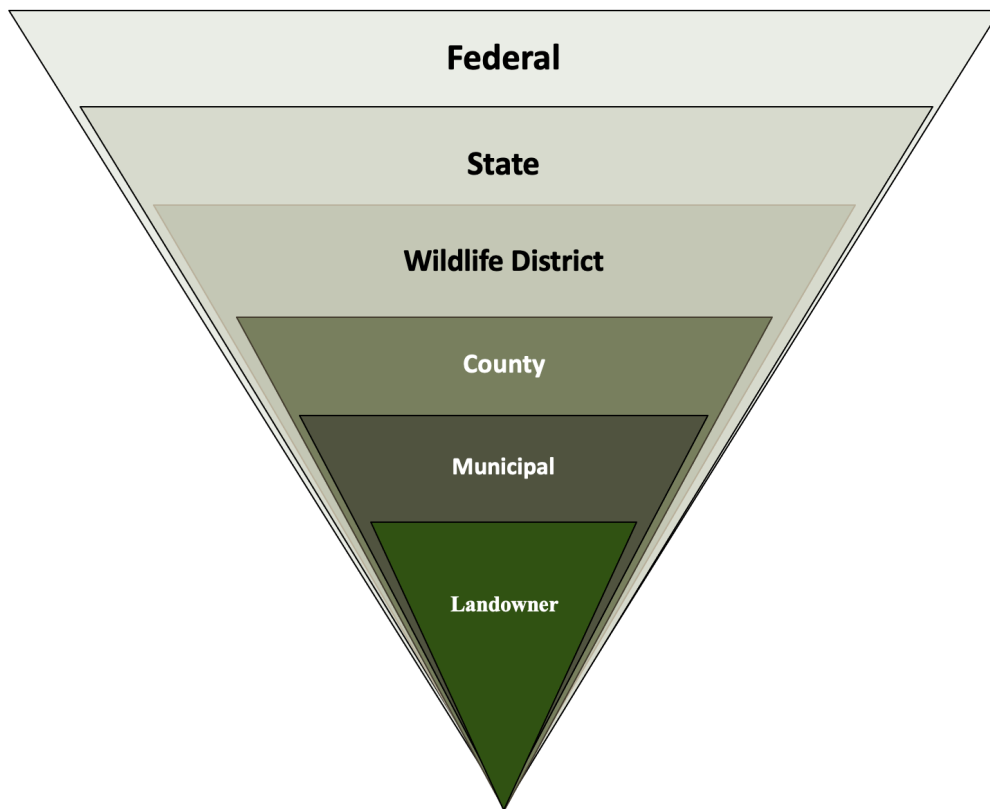 Federal
State
Wildlife District
County
Municipal
Landowner